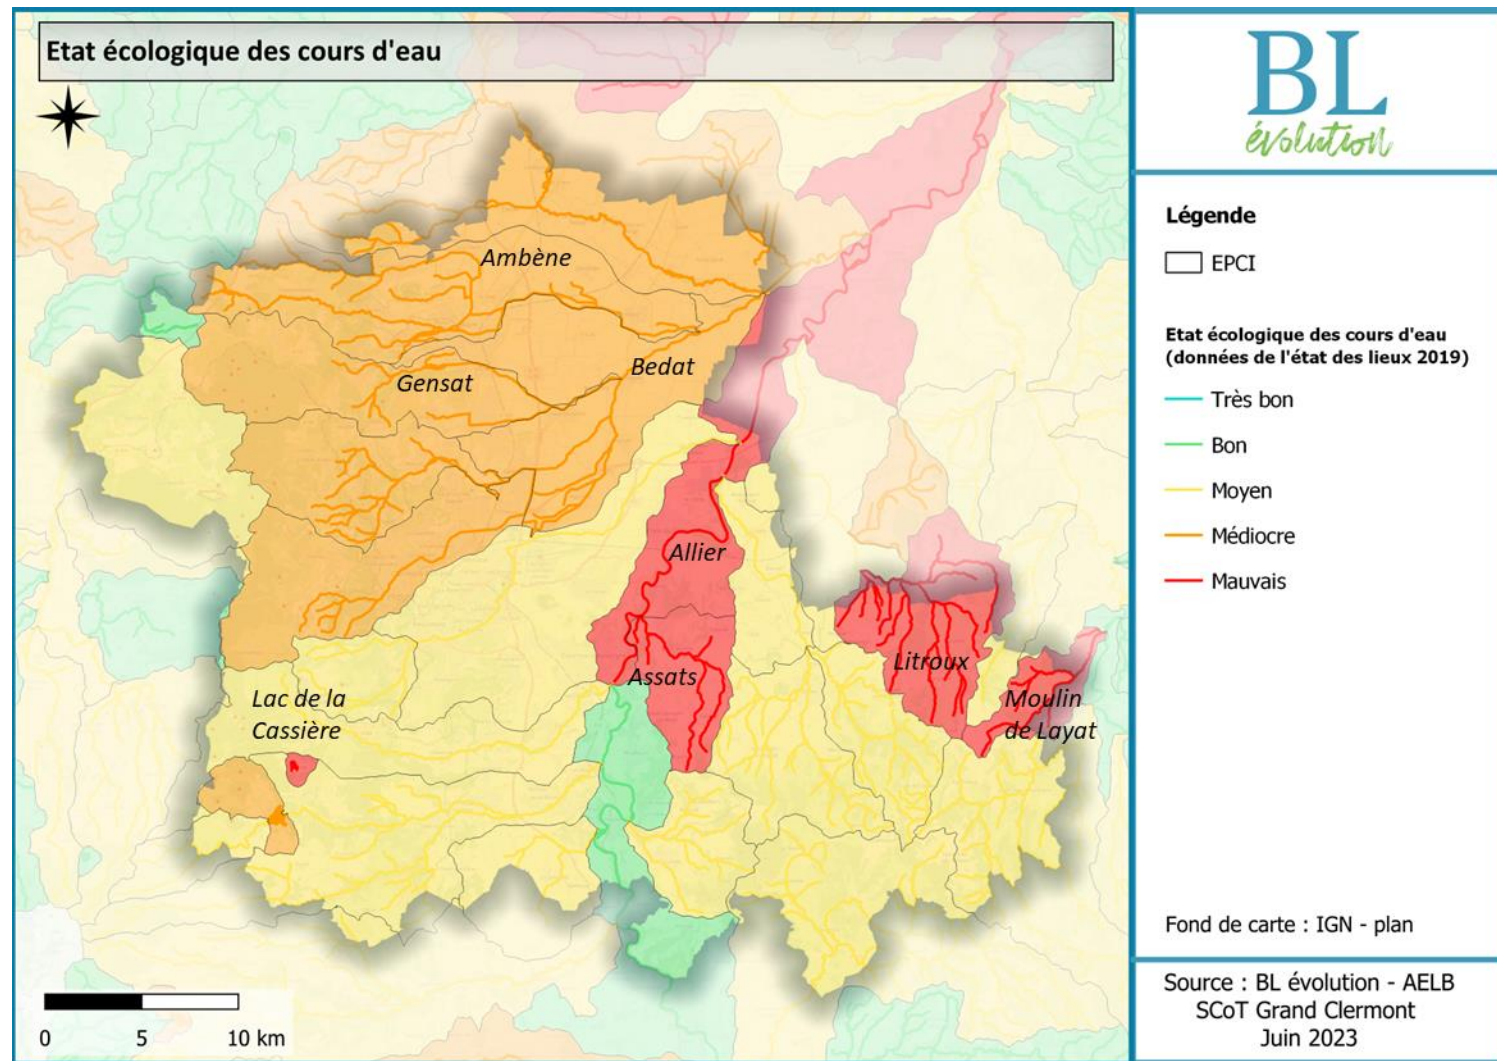 Etat écologique des cours d'eau
Ambène
Bedat
Gensat
Allier
Assats
Litroux
Moulin
de Layat
Lac de la
Cassière
0 5 10 km
BL
évolution
Légende
EPCI
Etat écologique des cours d'eau
(données de l'état des lieux 2019)
Très bon
Bon
Moyen
Médiocre
Mauvais
Fond de carte : IGN - plan
Source : BL évolution - AELB
SCoT Grand Clermont
Juin 2023